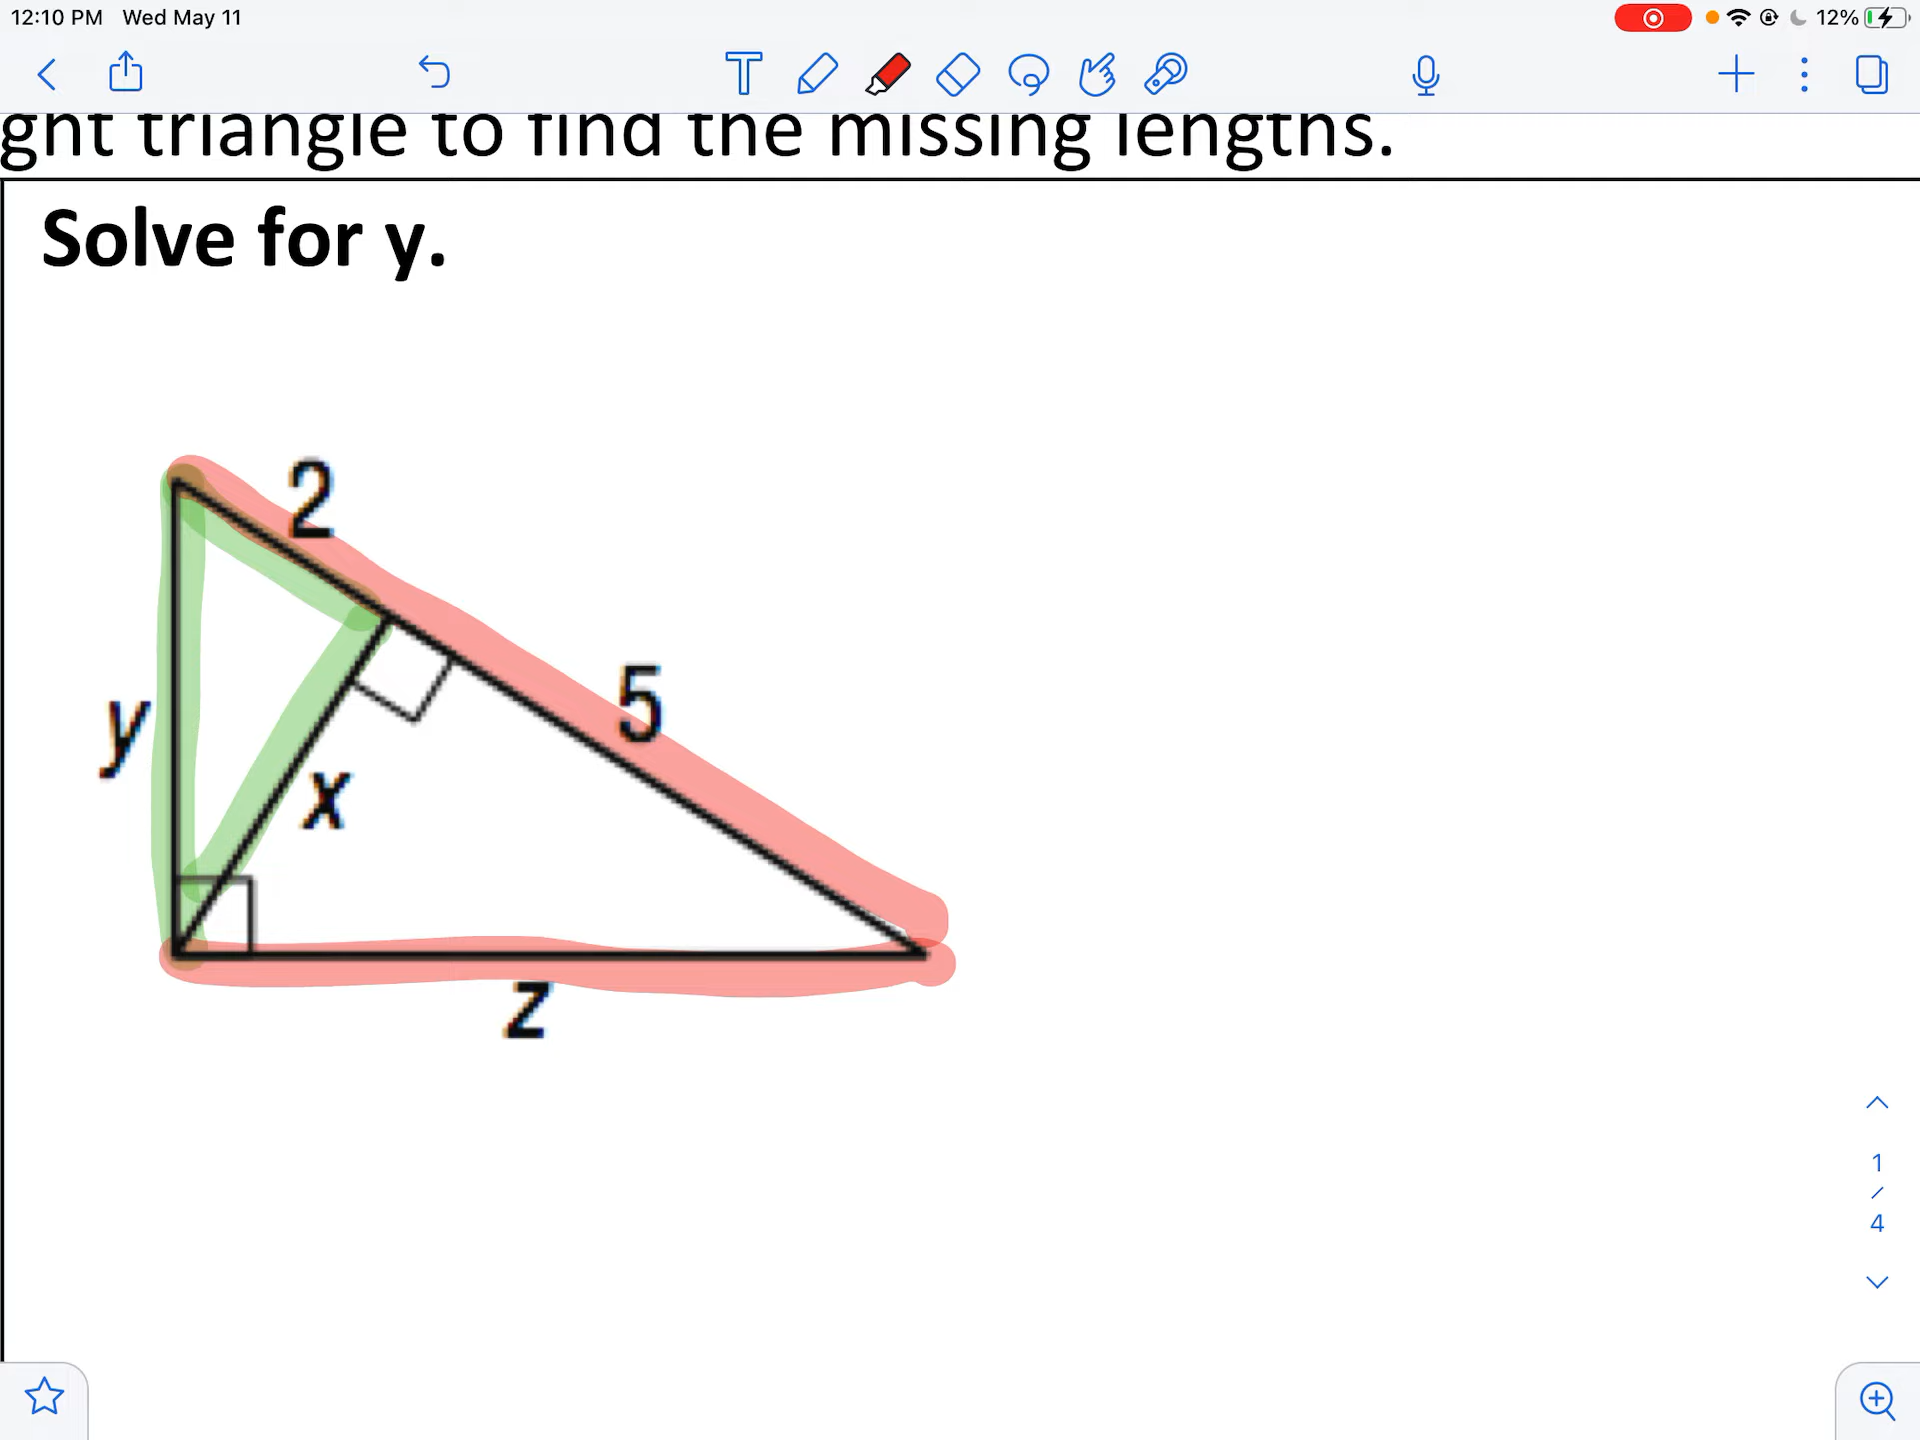 12:10 PM Wed May 11
12%
ght triangle to find the missing lengths.
Solve for y.
2
5
y
x
z
1
/
4